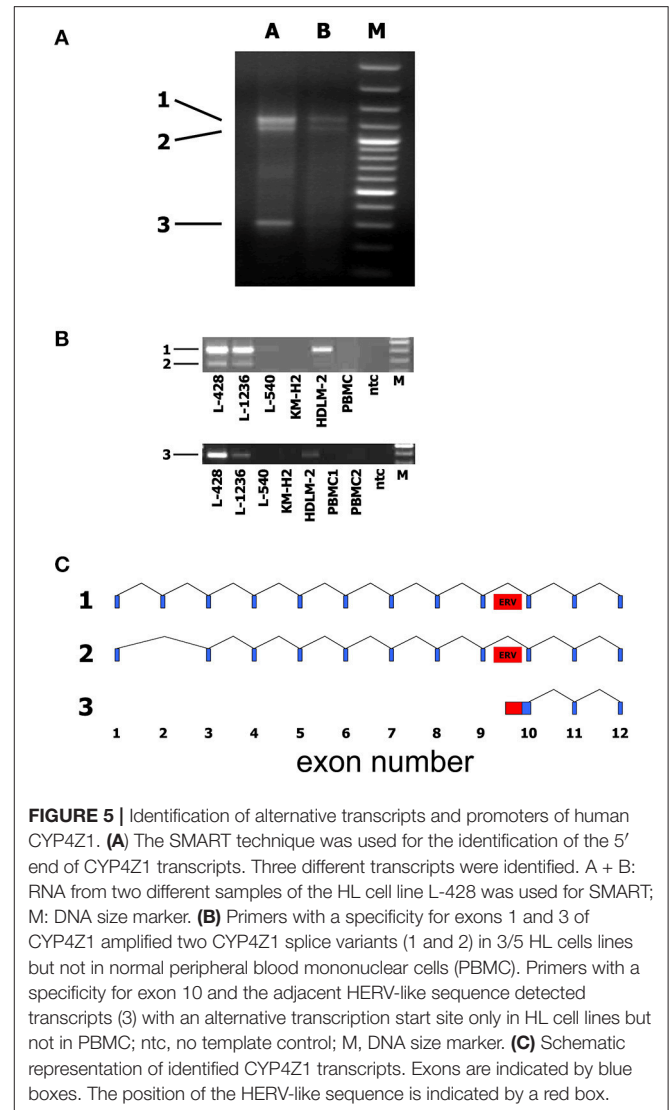 A
A B M
1
2
3
B
1
2
L-428 L-1236 L-540 KM-H2 HDLM-2 PBMC ntc M
3
L-428 L-1236 L-540 KM-H2 HDLM-2 PBMC1 PBMC2 ntc M
C
1 ERV
2 ERV
3
1 2 3 4 5 6 7 8 9 10 11 12
exon number
FIGURE 5 | Identification of alternative transcripts and promoters of human
CYP4Z1. (A) The SMART technique was used for the identification of the 5′
end of CYP4Z1 transcripts. Three different transcripts were identified. A + B:
RNA from two different samples of the HL cell line L-428 was used for SMART;
M: DNA size marker. (B) Primers with a specificity for exons 1 and 3 of
CYP4Z1 amplified two CYP4Z1 splice variants (1 and 2) in 3/5 HL cells lines
but not in normal peripheral blood mononuclear cells (PBMC). Primers with a
specificity for exon 10 and the adjacent HERV-like sequence detected
transcripts (3) with an alternative transcription start site only in HL cell lines but
not in PBMC; ntc, no template control; M, DNA size marker. (C) Schematic
representation of identified CYP4Z1 transcripts. Exons are indicated by blue
boxes. The position of the HERV-like sequence is indicated by a red box.